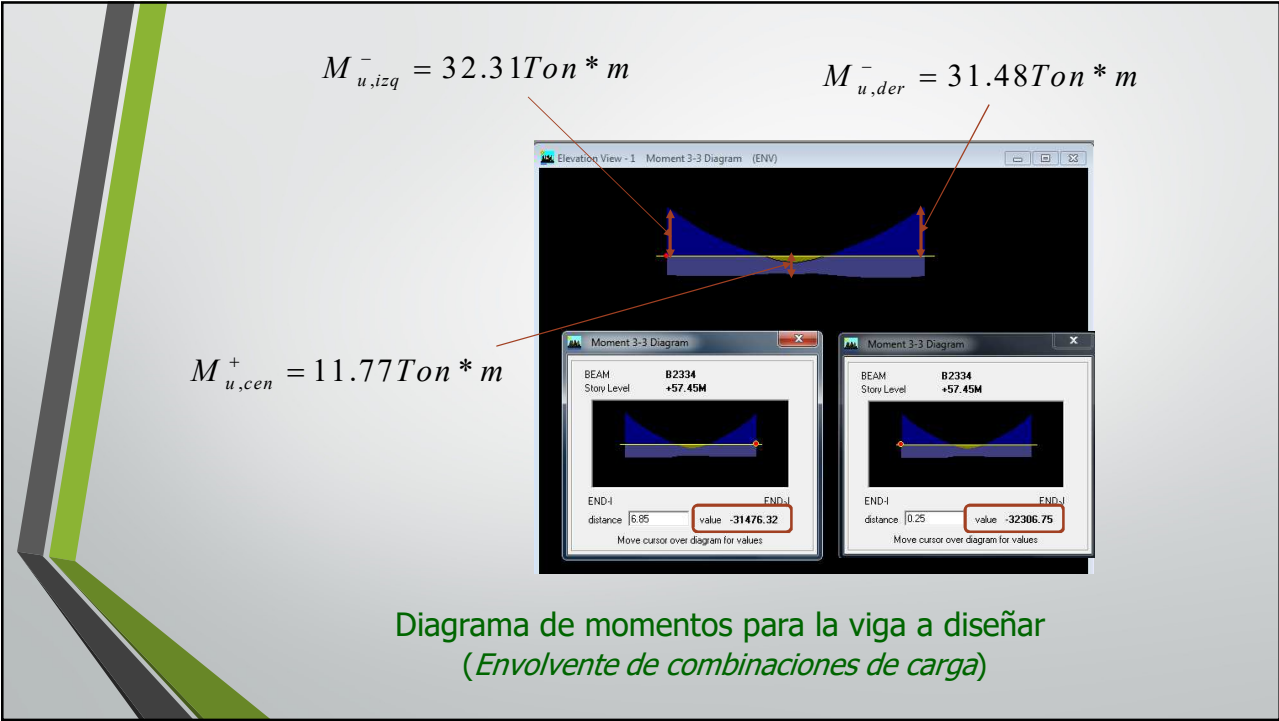 M⁻u,izq = 32.31Ton * m
M⁻u,der = 31.48Ton * m
Elevation View - 1 Moment 3-3 Diagram (ENV)
M⁺u,cen = 11.77Ton * m
Moment 3-3 Diagram
BEAM B2334
Story Level +57.45M
END-I END-J
distance 6.85 value -31476.32
Move cursor over diagram for values
Moment 3-3 Diagram
BEAM B2334
Story Level +57.45M
END-I END-J
distance 0.25 value -32306.75
Move cursor over diagram for values
Diagrama de momentos para la viga a diseñar
(Envolvente de combinaciones de carga)